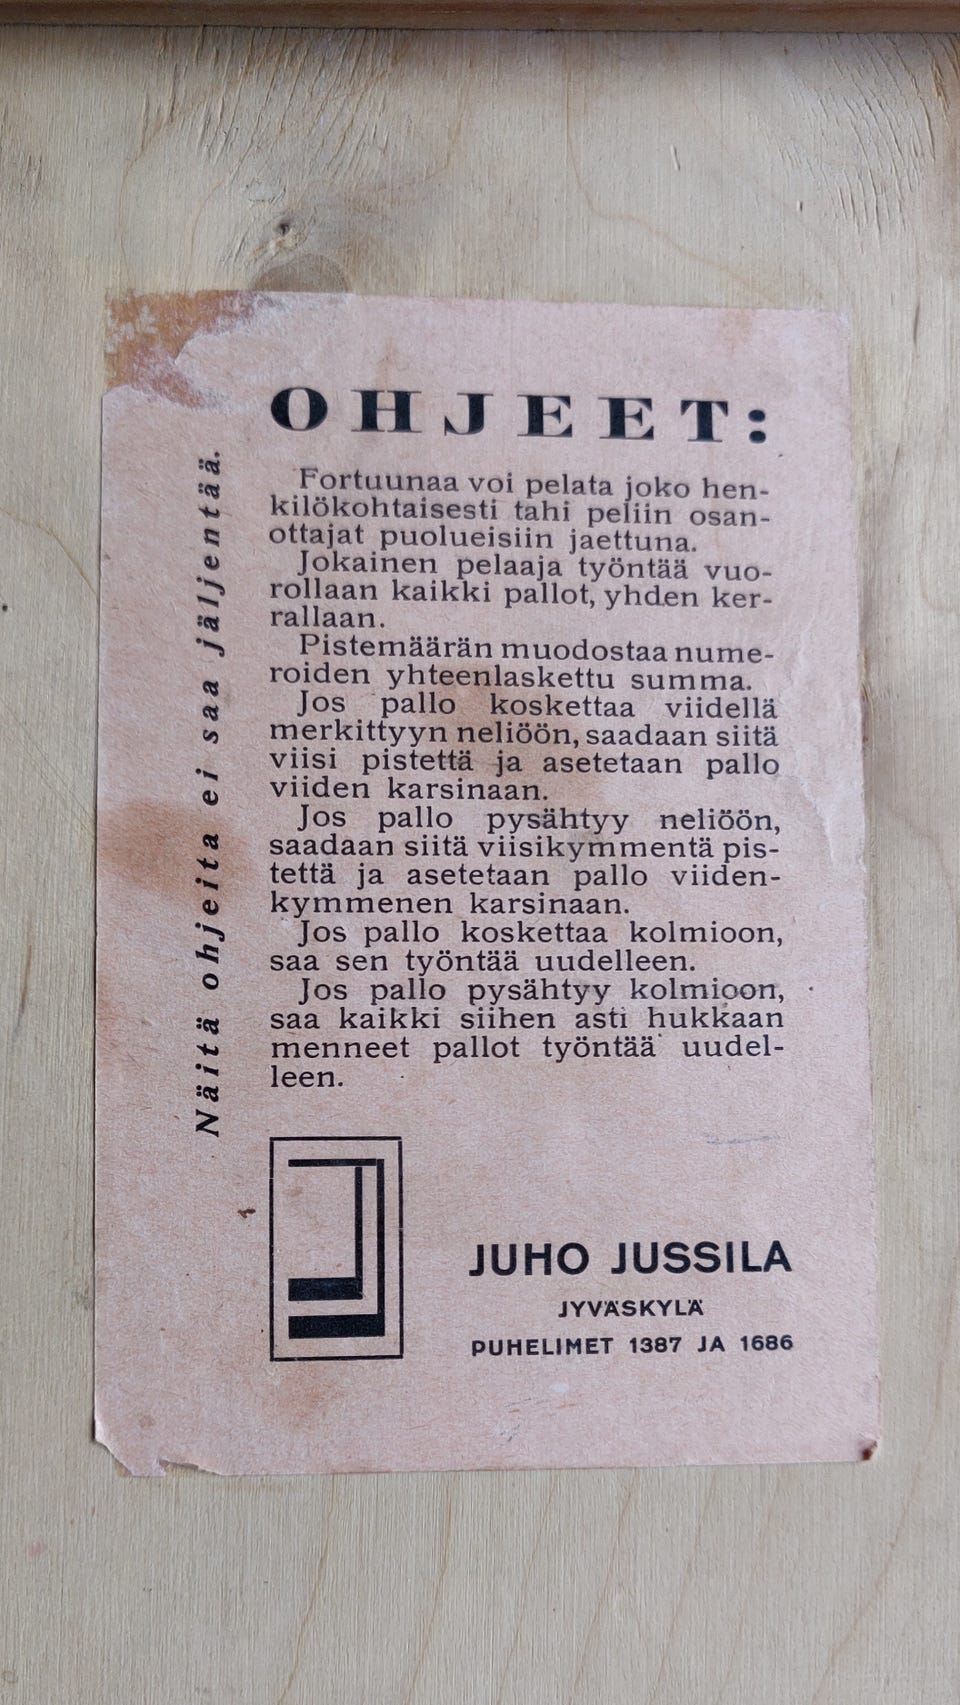 OHJEET:
Fortuunaa voi pelata joko hen-
kilökohtaisesti tahi peliin osan-
ottajat puolueisiin jaettuna.
Jokainen pelaaja työntää vuo-
rollaan kaikki pallot, yhden ker-
rallaan.
Pistemäärän muodostaa nume-
roiden yhteenlaskettu summa.
Jos pallo koskettaa viidellä
merkittyyn neliöön, saadaan siitä
viisi pistettä ja asetetaan pallo
viiden karsinaan.
Jos pallo pysähtyy neliöön,
saadaan siitä viisikymmentä pis-
tettä ja asetetaan pallo viiden-
kymmenen karsinaan.
Jos pallo koskettaa kolmioon,
saa sen työntää uudelleen.
Jos pallo pysähtyy kolmioon,
saa kaikki siihen asti hukkaan
menneet pallot työntää uudel-
leen.
Näitä ohjeita ei saa jäljentää.
JUHO JUSSILA
JYVÄSKYLÄ
PUHELIMET 1387 JA 1686